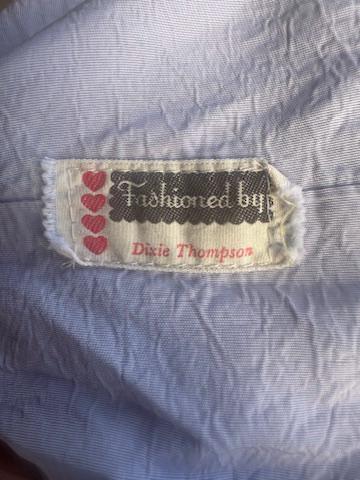 Fashioned by
Dixie Thompson